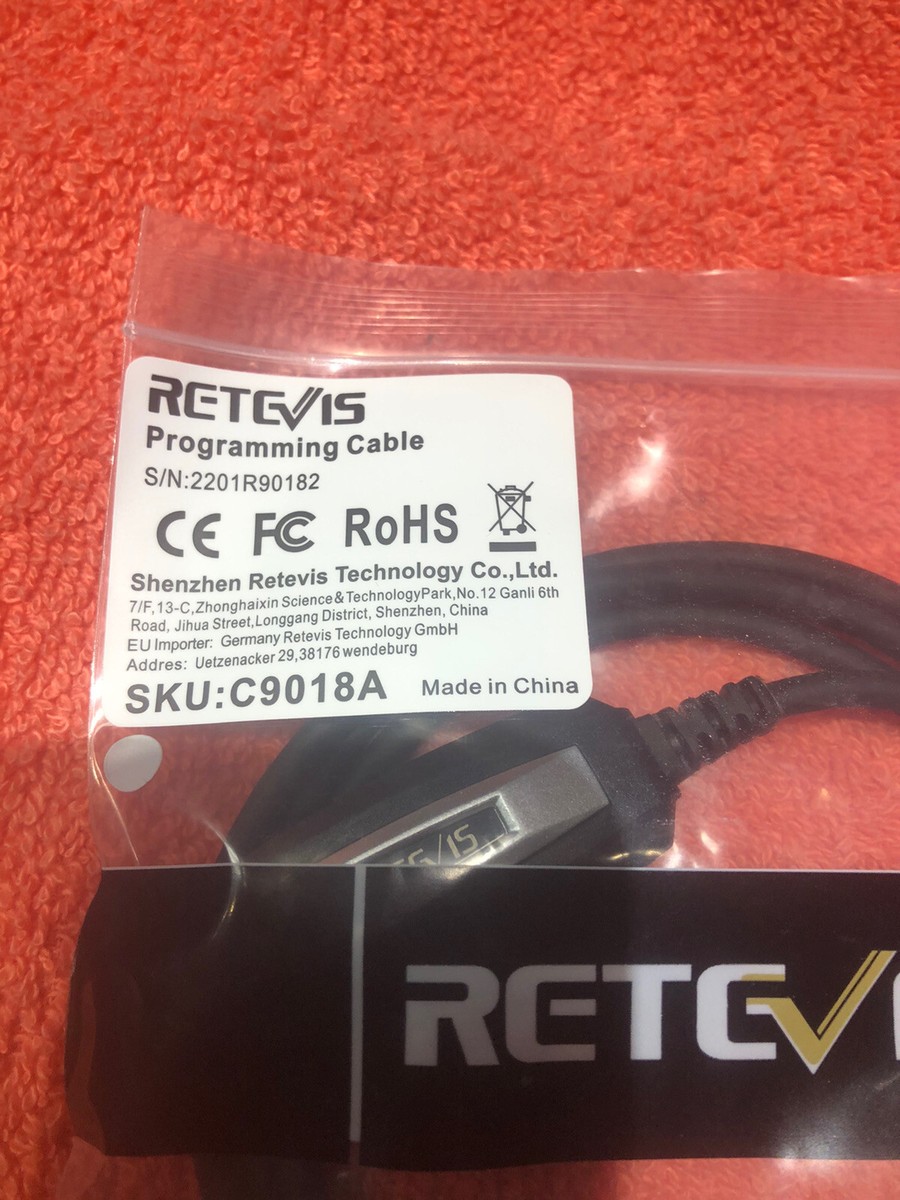 RETEVIS
Programming Cable
S/N:2201R90182
CE FC RoHS
Shenzhen Retevis Technology Co.,Ltd.
7/F,13-C,Zhonghaixin Science&TechnologyPark,No.12 Ganli 6th
Road, Jihua Street,Longgang District, Shenzhen, China
EU Importer: Germany Retevis Technology GmbH
Addres: Uetzenacker 29,38176 wendeburg
SKU:C9018A Made in China
EVIS
RETEV